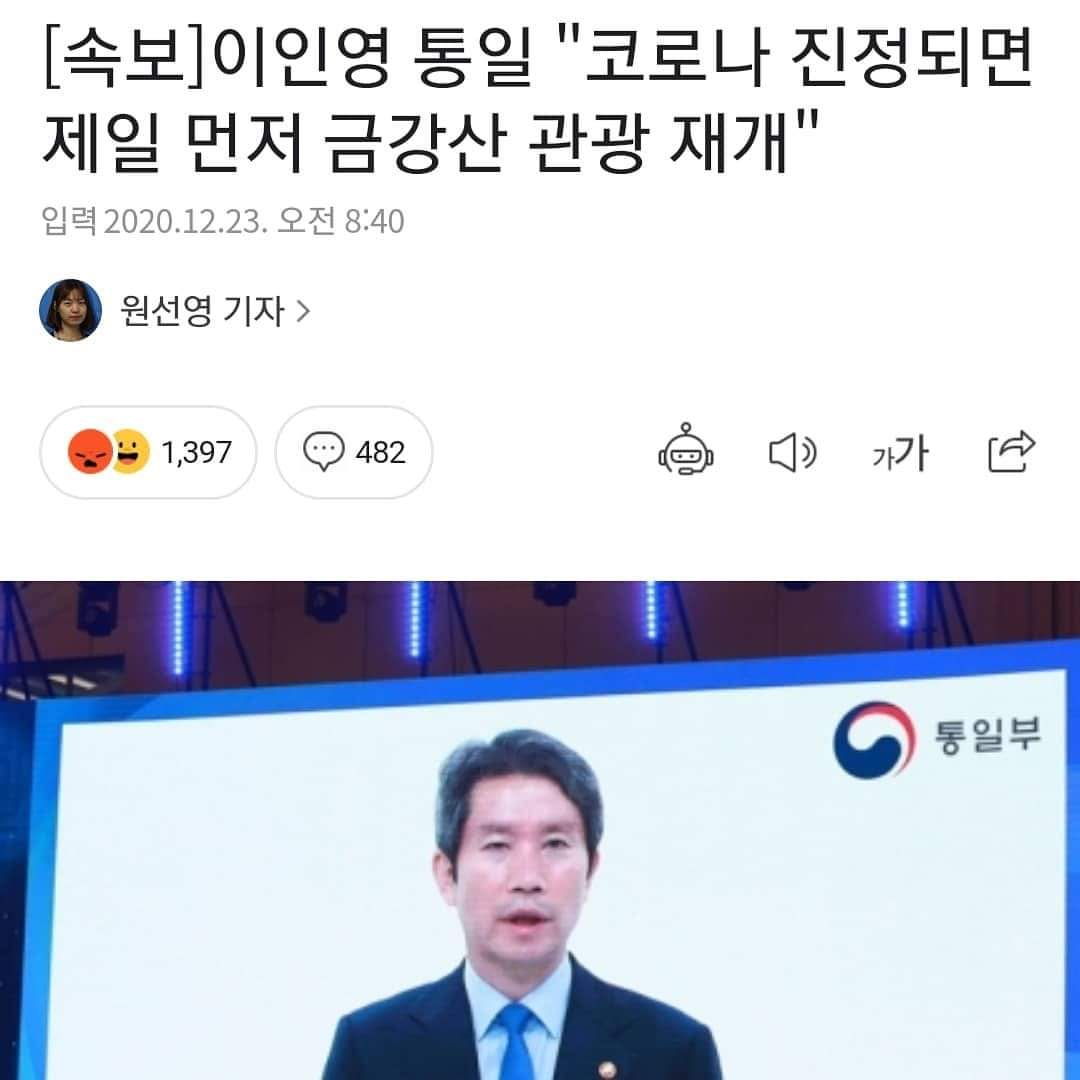 [속보]이인영 통일 "코로나 진정되면
제일 먼저 금강산 관광 재개"
입력 2020.12.23. 오전 8:40
원선영 기자 >
1,397
482
가가
통일부